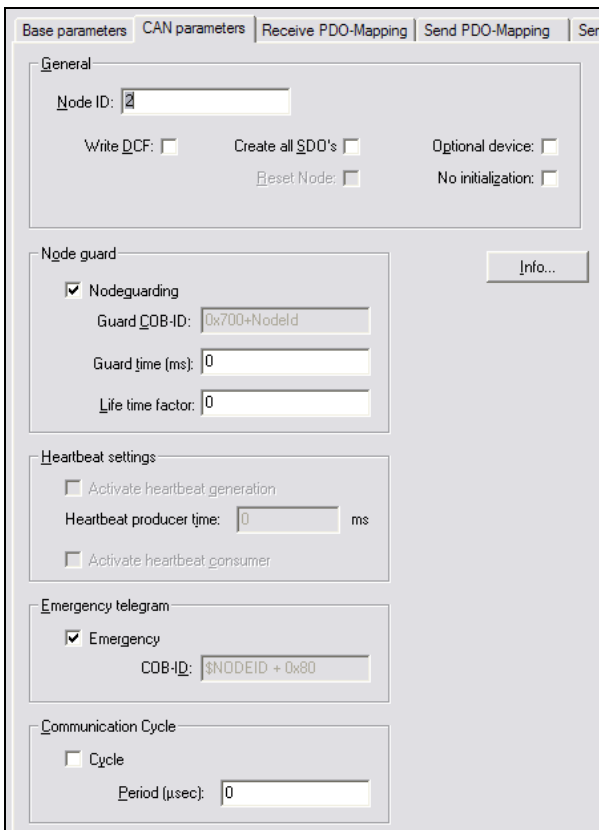 Base parameters CAN parameters Receive PDO-Mapping Send PDO-Mapping Ser
General
Node ID: 2
Write DCF: Create all SDO's Optional device:
Reset Node: No initialization:
Node guard
Info...
Nodeguarding
Guard COB-ID: 0x700+NodeId
Guard time (ms): 0
Life time factor: 0
Heartbeat settings
Activate heartbeat generation
Heartbeat producer time: 0 ms
Activate heartbeat consumer
Emergency telegram
Emergency
COB-ID: $NODEID + 0x80
Communication Cycle
Cycle
Period (µsec): 0